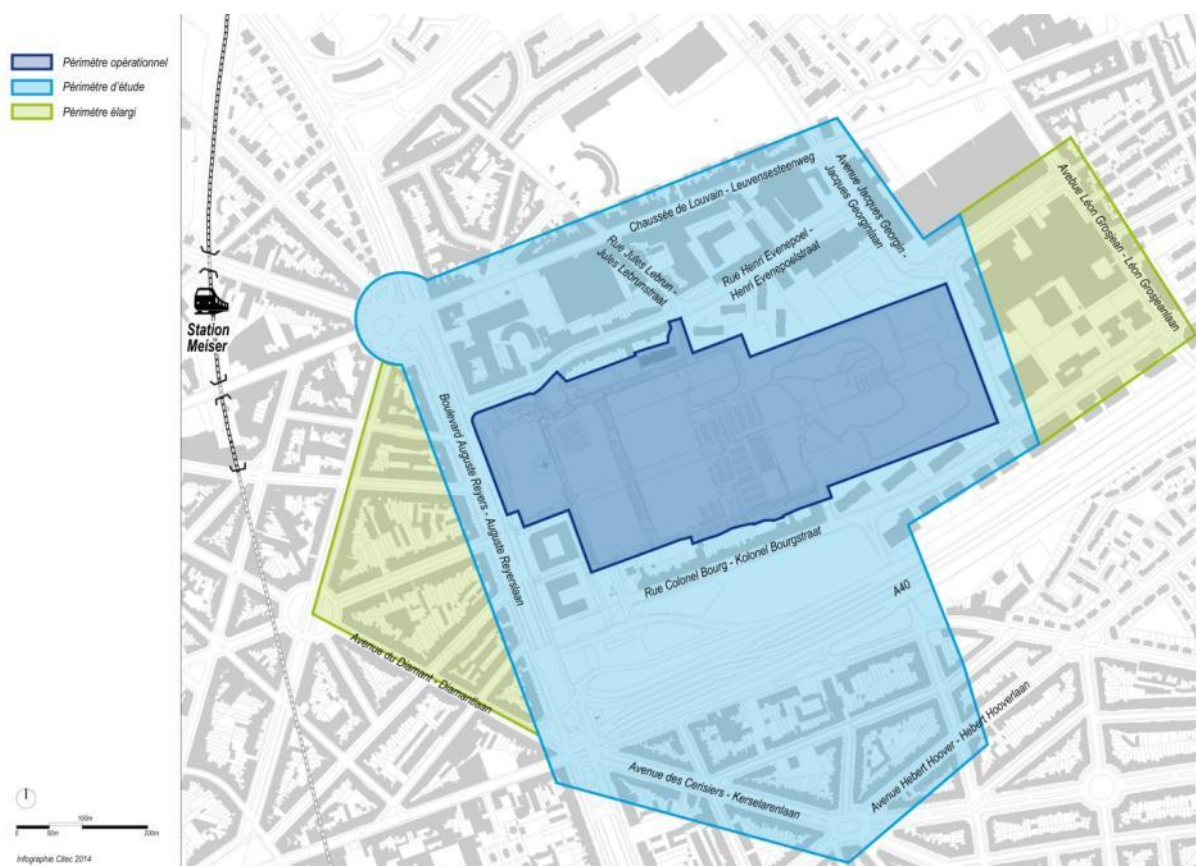 Périmètre opérationnel
Périmètre d'étude
Périmètre élargi
Station
Meiser
Chaussée de Louvain - Leuvensesteenweg
Avenue Jacques Georgin -
Jacques Georginlaan
Avebue Léon Grosjean - Léon Grosjeanlaan
Rue Jules Lebrun -
Jules Lebrunstraat
Rue Henri Evenepoel -
Henri Evenepoelstraat
Boulevard Auguste Reyers - Auguste Reyerslaan
Rue Colonel Bourg - Kolonel Bourgstraat
A40
Avenue du Diamant - Diamantlaan
Avenue des Cerisiers - Kerselarenlaan
Avenue Hebert Hoover - Hebert Hooverlaan
100m
0 50m 200m
Infographie Citec 2014